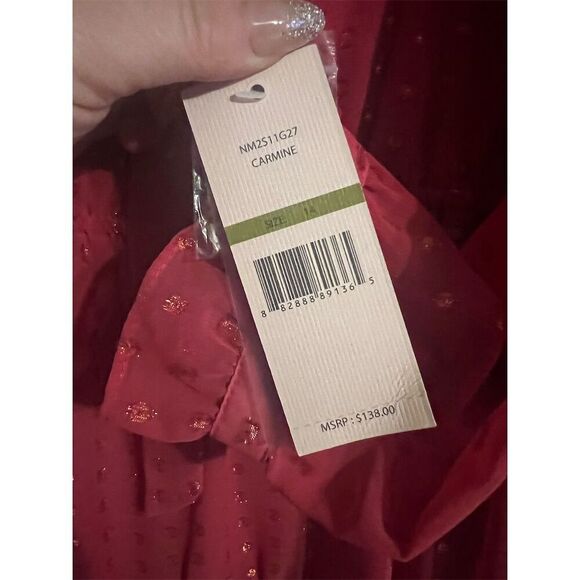 NM2S11G27
CARMINE
SIZE: 14
8 82888 89136 5
MSRP : $138.00